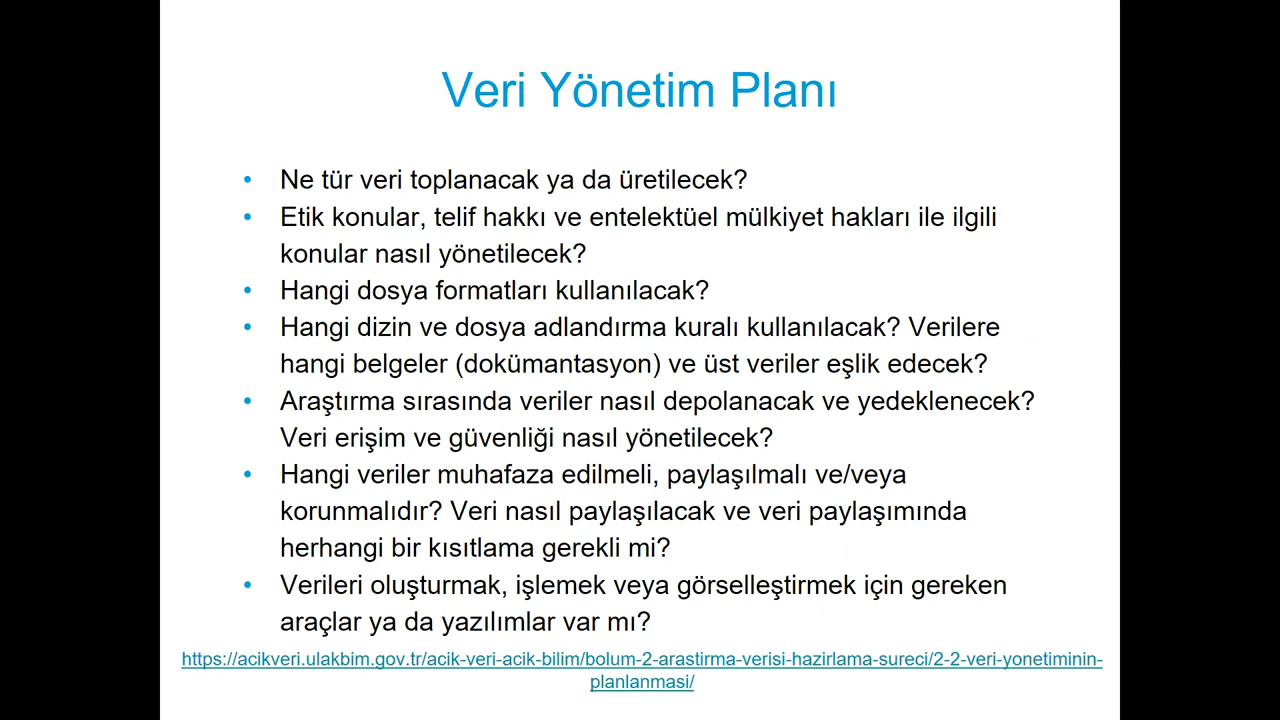 Veri Yönetim Planı
• Ne tür veri toplanacak ya da üretilecek?
• Etik konular, telif hakkı ve entelektüel mülkiyet hakları ile ilgili
konular nasıl yönetilecek?
• Hangi dosya formatları kullanılacak?
• Hangi dizin ve dosya adlandırma kuralı kullanılacak? Verilere
hangi belgeler (dokümantasyon) ve üst veriler eşlik edecek?
• Araştırma sırasında veriler nasıl depolanacak ve yedeklenecek?
Veri erişim ve güvenliği nasıl yönetilecek?
• Hangi veriler muhafaza edilmeli, paylaşılmalı ve/veya
korunmalıdır? Veri nasıl paylaşılacak ve veri paylaşımında
herhangi bir kısıtlama gerekli mi?
• Verileri oluşturmak, işlemek veya görselleştirmek için gereken
araçlar ya da yazılımlar var mı?
https://acikveri.ulakbim.gov.tr/acik-veri-acik-bilim/bolum-2-arastirma-verisi-hazirlama-sureci/2-2-veri-yonetiminin-
planlanmasi/